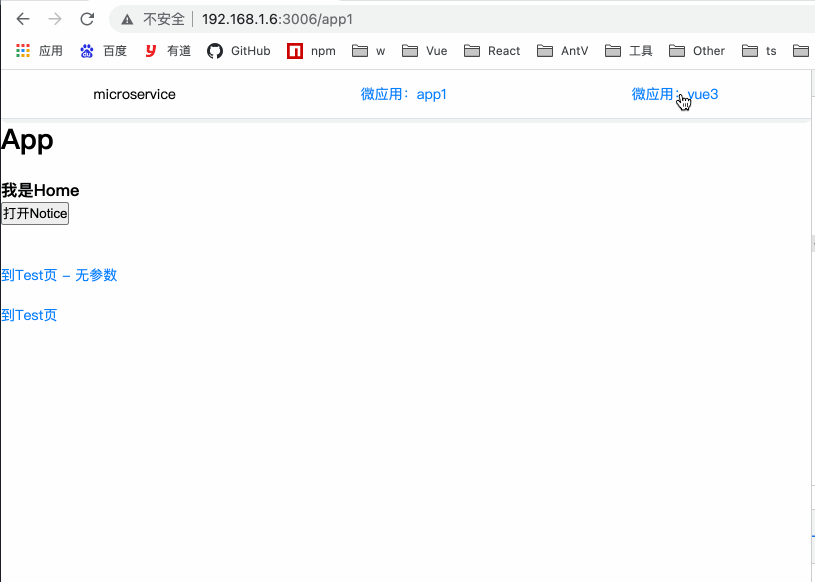 不安全 192.168.1.6:3006/app1
应用 百度 有道 GitHub npm w Vue React AntV 工具 Other ts
microservice 微应用：app1 微应用：vue3
App
我是Home
打开Notice
到Test页 - 无参数
到Test页